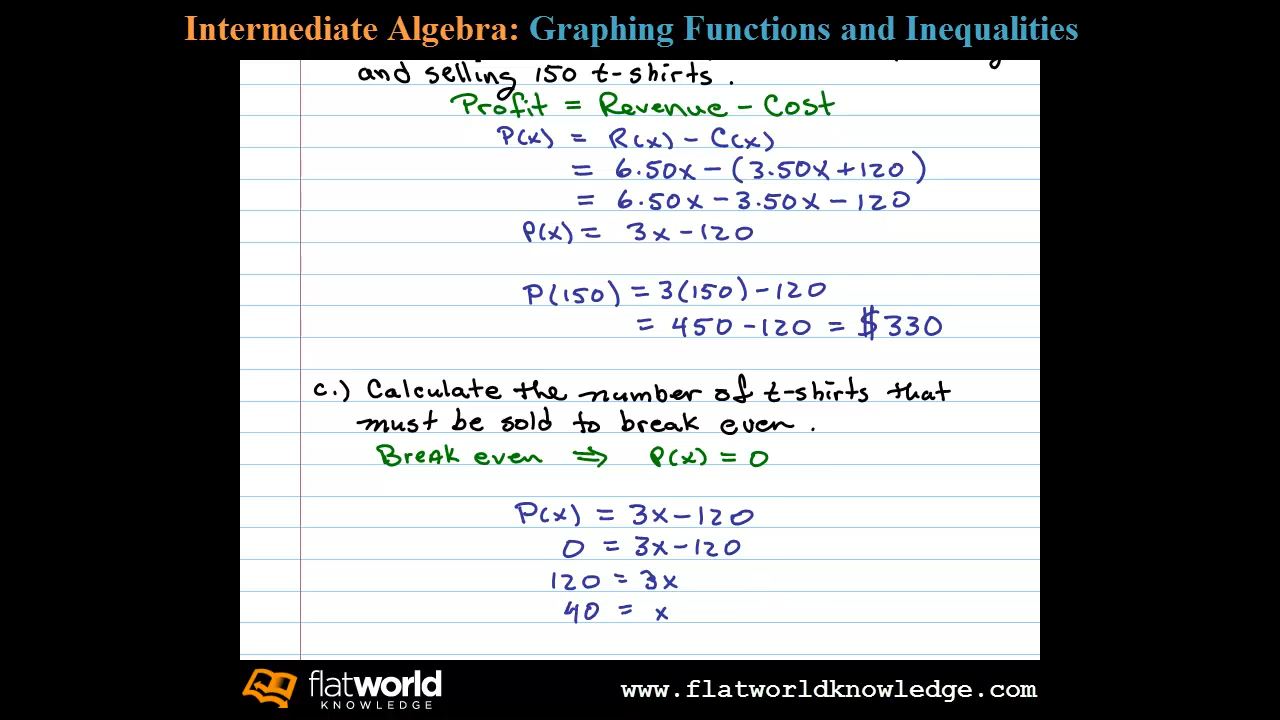 Intermediate Algebra: Graphing Functions and Inequalities
and selling 150 t-shirts.
Profit = Revenue - Cost
P(x) = R(x) - C(x)
= 6.50x - (3.50x + 120)
= 6.50x - 3.50x - 120
P(x) = 3x - 120
P(150) = 3(150) - 120
= 450 - 120 = $330
c.) Calculate the number of t-shirts that
must be sold to break even.
Break even ⇒ P(x) = 0
P(x) = 3x - 120
0 = 3x - 120
120 = 3x
40 = x
flatworld
KNOWLEDGE
www.flatworldknowledge.com